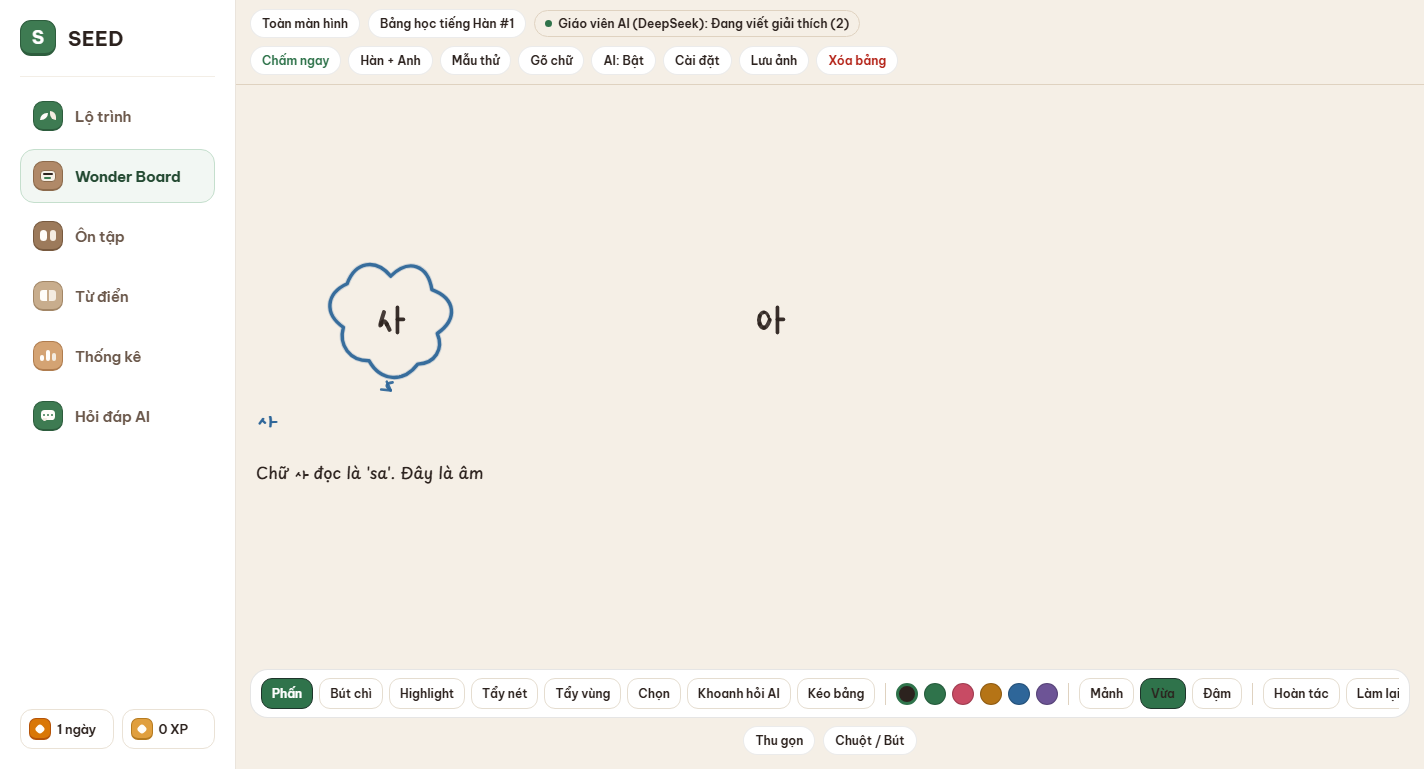 S SEED
Lộ trình
Wonder Board
Ôn tập
Từ điển
Thống kê
Hỏi đáp AI
1 ngày
0 XP
Toàn màn hình
Bảng học tiếng Hàn #1
Giáo viên AI (DeepSeek): Đang viết giải thích (2)
Chấm ngay
Hàn + Anh
Mẫu thử
Gõ chữ
AI: Bật
Cài đặt
Lưu ảnh
Xóa bảng
사
아
사
Chữ 사 đọc là 'sa'. Đây là âm
Phấn
Bút chì
Highlight
Tẩy nét
Tẩy vùng
Chọn
Khoanh hỏi AI
Kéo bảng
Mảnh
Vừa
Đậm
Hoàn tác
Làm lại
Thu gọn
Chuột / Bút